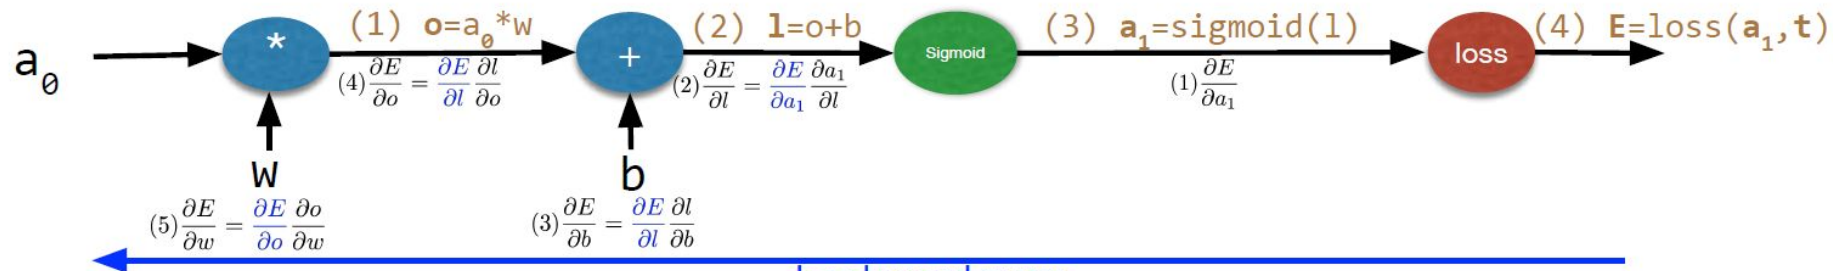 (1) o=a₀*w (2) l=o+b (3) a₁=sigmoid(l) (4) E=loss(a₁,t)
a₀ * + Sigmoid loss
(4) ∂E/∂o = ∂E/∂l ∂l/∂o (2) ∂E/∂l = ∂E/∂a₁ ∂a₁/∂l (1) ∂E/∂a₁
w b
(5) ∂E/∂w = ∂E/∂o ∂o/∂w (3) ∂E/∂b = ∂E/∂l ∂l/∂b